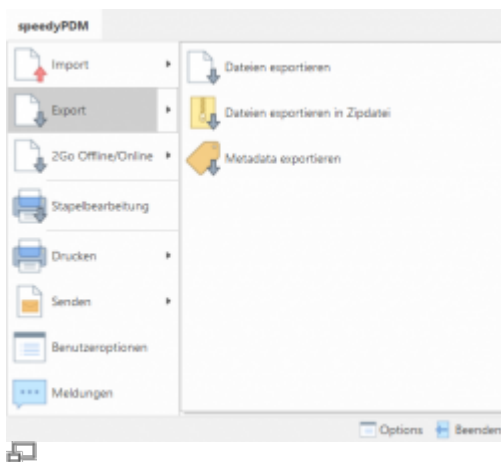 speedyPDM
Import
Export
2Go Offline/Online
Stapelbearbeitung
Drucken
Senden
Benutzeroptionen
Meldungen
Dateien exportieren
Dateien exportieren in Zipdatei
Metadata exportieren
Options
Beenden